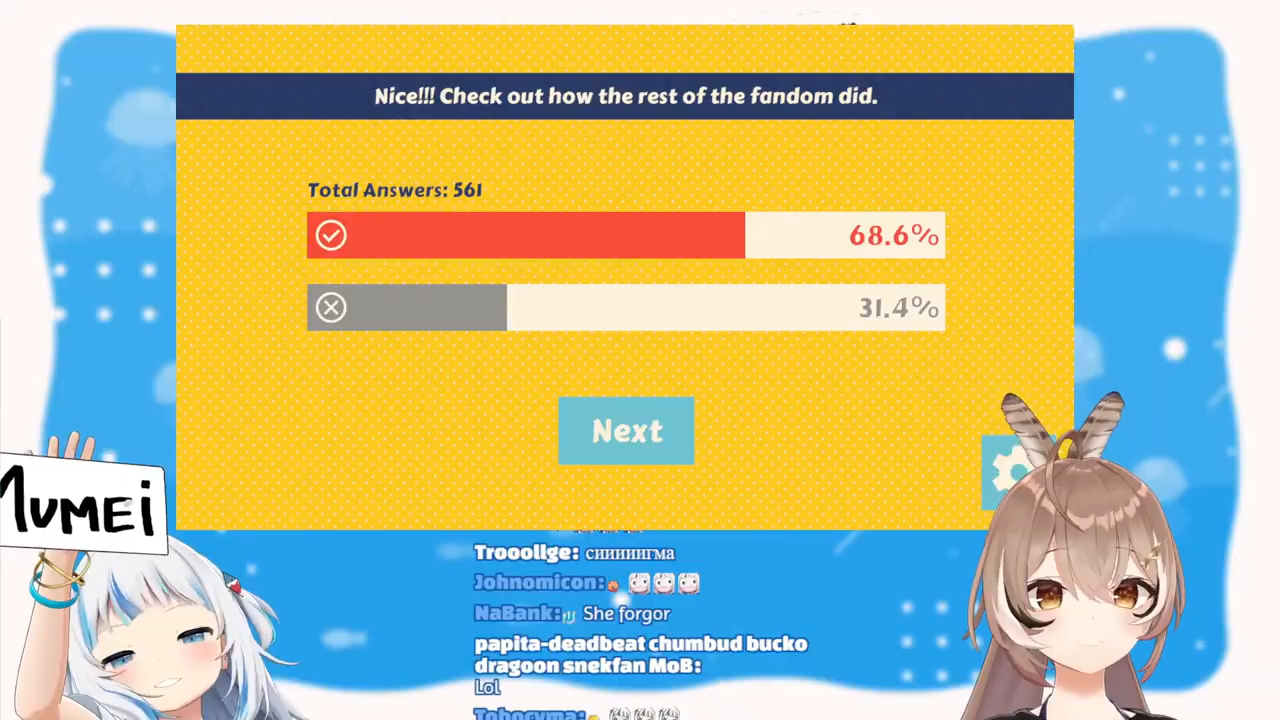 Nice!!! Check out how the rest of the fandom did.
Total Answers: 561
68.6%
31.4%
Next
MUMEi
Trooollge: сииииигма
Johnomicon:
NaBank: She forgor
papita-deadbeat chumbud bucko
dragoon snekfan MoB:
Lol